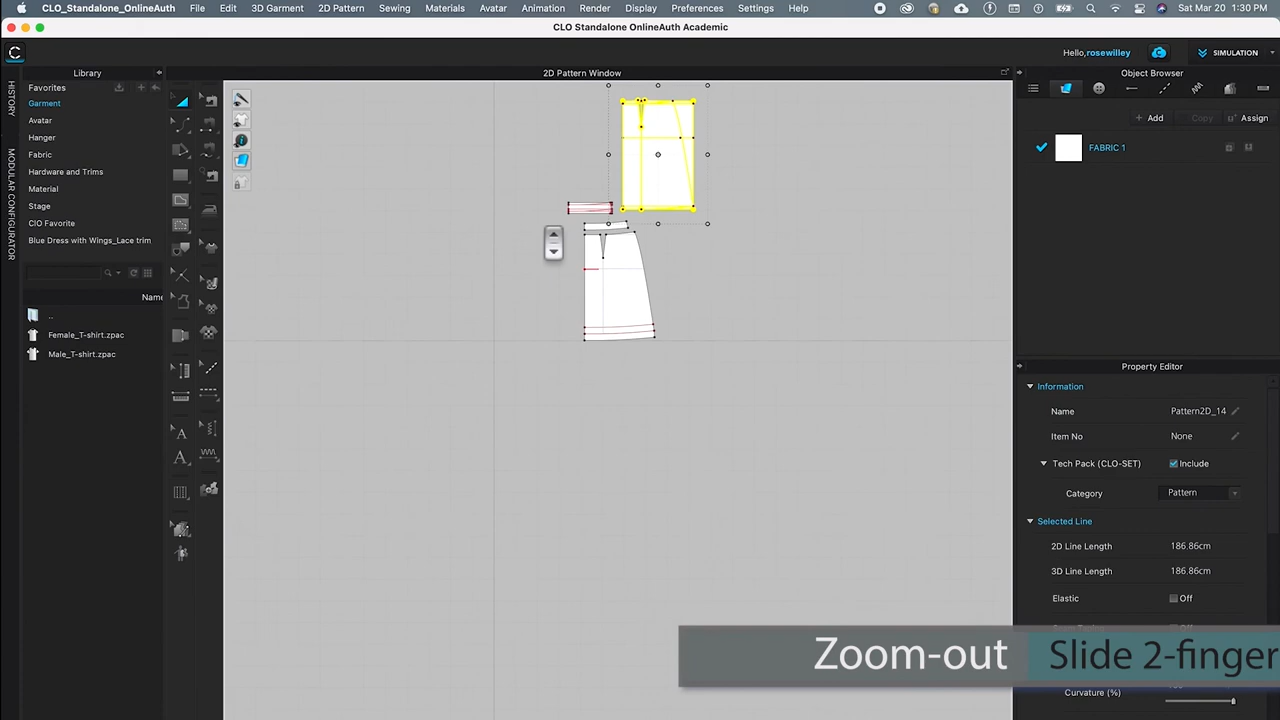 CLO_Standalone_OnlineAuth File Edit 3D Garment 2D Pattern Sewing Materials Avatar Animation Render Display Preferences Settings Help Sat Mar 20 1:30 PM
CLO Standalone OnlineAuth Academic
Hello, rosewilley SIMULATION
Library 2D Pattern Window Object Browser
HISTORY
MODULAR CONFIGURATOR
Favorites
Garment
Avatar
Hanger
Fabric
Hardware and Trims
Material
Stage
ClO Favorite
Blue Dress with Wings_Lace trim
Name
..
Female_T-shirt.zpac
Male_T-shirt.zpac
Add Copy Assign
FABRIC 1
Property Editor
Information
Name Pattern2D_14
Item No None
Tech Pack (CLO-SET) Include
Category Pattern
Selected Line
2D Line Length 186.86cm
3D Line Length 186.86cm
Elastic Off
Zoom-out Slide 2-finger
Curvature (%)